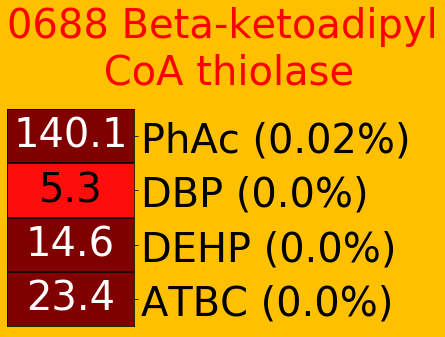 0688 Beta-ketoadipyl
CoA thiolase
140.1 PhAc (0.02%)
5.3 DBP (0.0%)
14.6 DEHP (0.0%)
23.4 ATBC (0.0%)